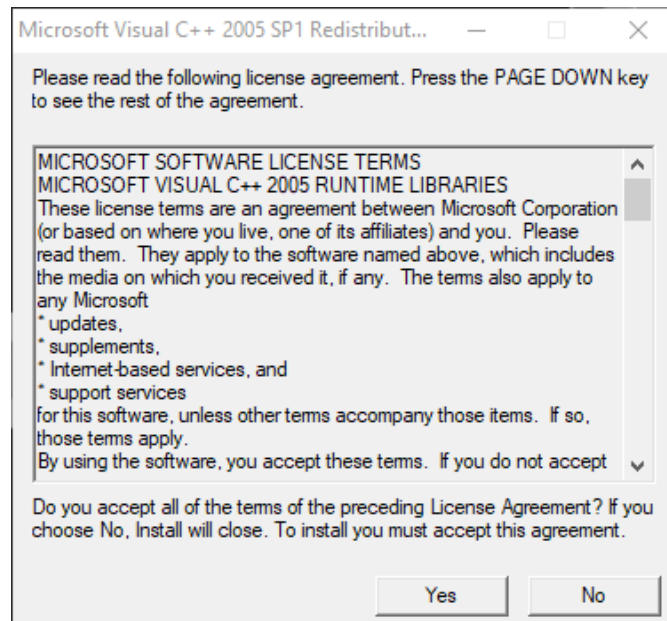 Microsoft Visual C++ 2005 SP1 Redistribut...
Please read the following license agreement. Press the PAGE DOWN key
to see the rest of the agreement.
MICROSOFT SOFTWARE LICENSE TERMS
MICROSOFT VISUAL C++ 2005 RUNTIME LIBRARIES
These license terms are an agreement between Microsoft Corporation
(or based on where you live, one of its affiliates) and you.  Please
read them.  They apply to the software named above, which includes
the media on which you received it, if any.  The terms also apply to
any Microsoft
* updates,
* supplements,
* Internet-based services, and
* support services
for this software, unless other terms accompany those items.  If so,
those terms apply.
By using the software, you accept these terms.  If you do not accept
Do you accept all of the terms of the preceding License Agreement? If you
choose No, Install will close. To install you must accept this agreement.
Yes
No